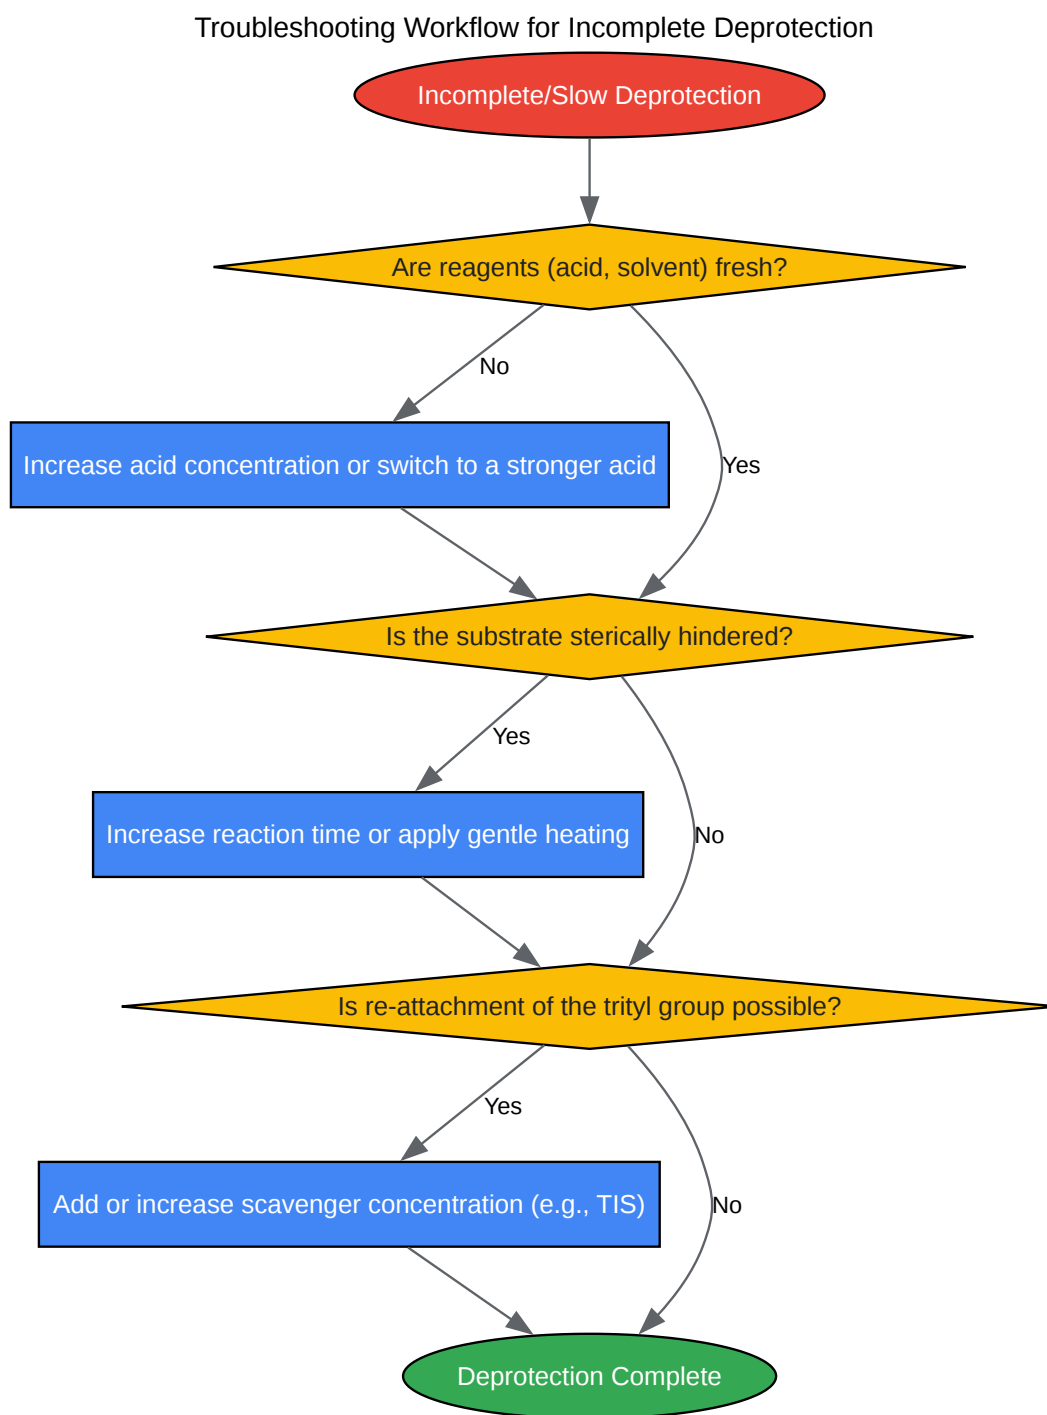 Troubleshooting Workflow for Incomplete Deprotection
Incomplete/Slow Deprotection
Are reagents (acid, solvent) fresh?
No
Increase acid concentration or switch to a stronger acid
Yes
Is the substrate sterically hindered?
Yes
Increase reaction time or apply gentle heating
No
Is re-attachment of the trityl group possible?
Yes
Add or increase scavenger concentration (e.g., TIS)
No
Deprotection Complete